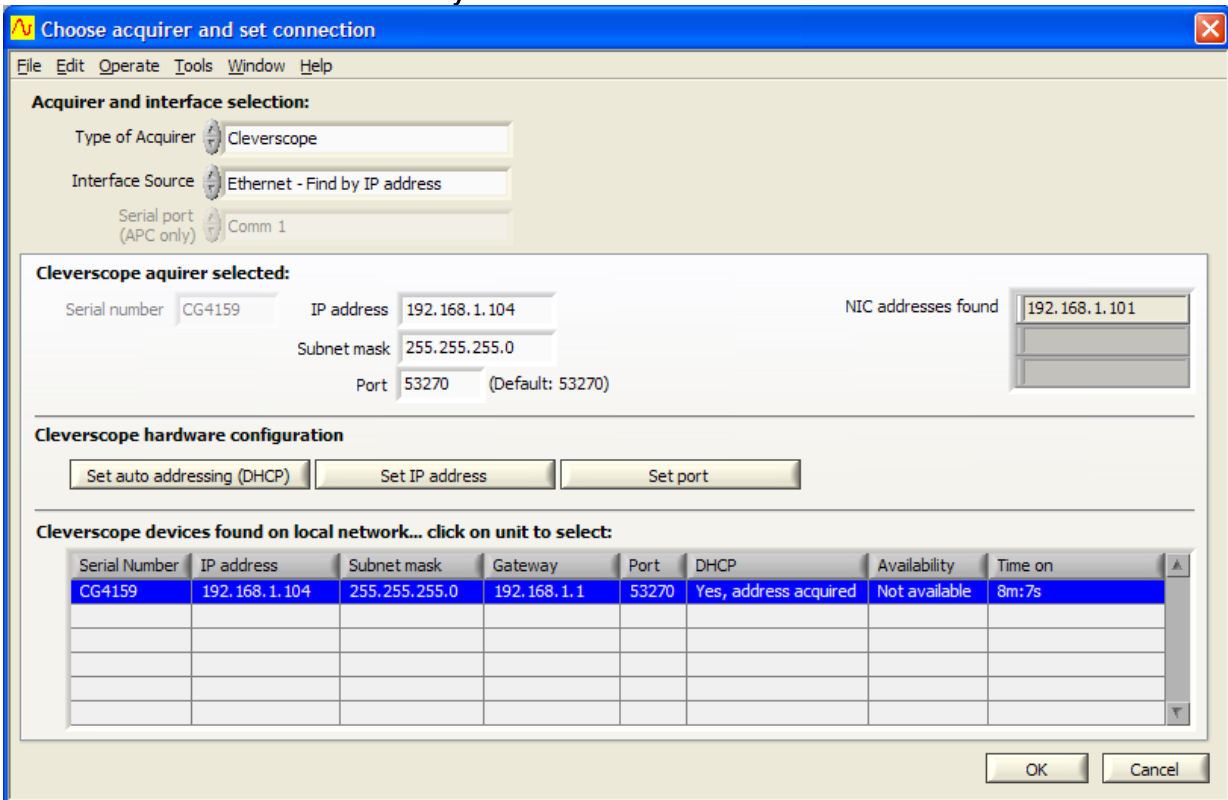 Choose acquirer and set connection
File Edit Operate Tools Window Help
Acquirer and interface selection:
Type of Acquirer Cleverscope
Interface Source Ethernet - Find by IP address
Serial port
(APC only) Comm 1
Cleverscope aquirer selected:
Serial number CG4159 IP address 192.168.1.104 NIC addresses found 192.168.1.101
Subnet mask 255.255.255.0
Port 53270 (Default: 53270)
Cleverscope hardware configuration
Set auto addressing (DHCP) Set IP address Set port
Cleverscope devices found on local network... click on unit to select:
Serial Number IP address Subnet mask Gateway Port DHCP Availability Time on
CG4159 192.168.1.104 255.255.255.0 192.168.1.1 53270 Yes, address acquired Not available 8m:7s
OK Cancel